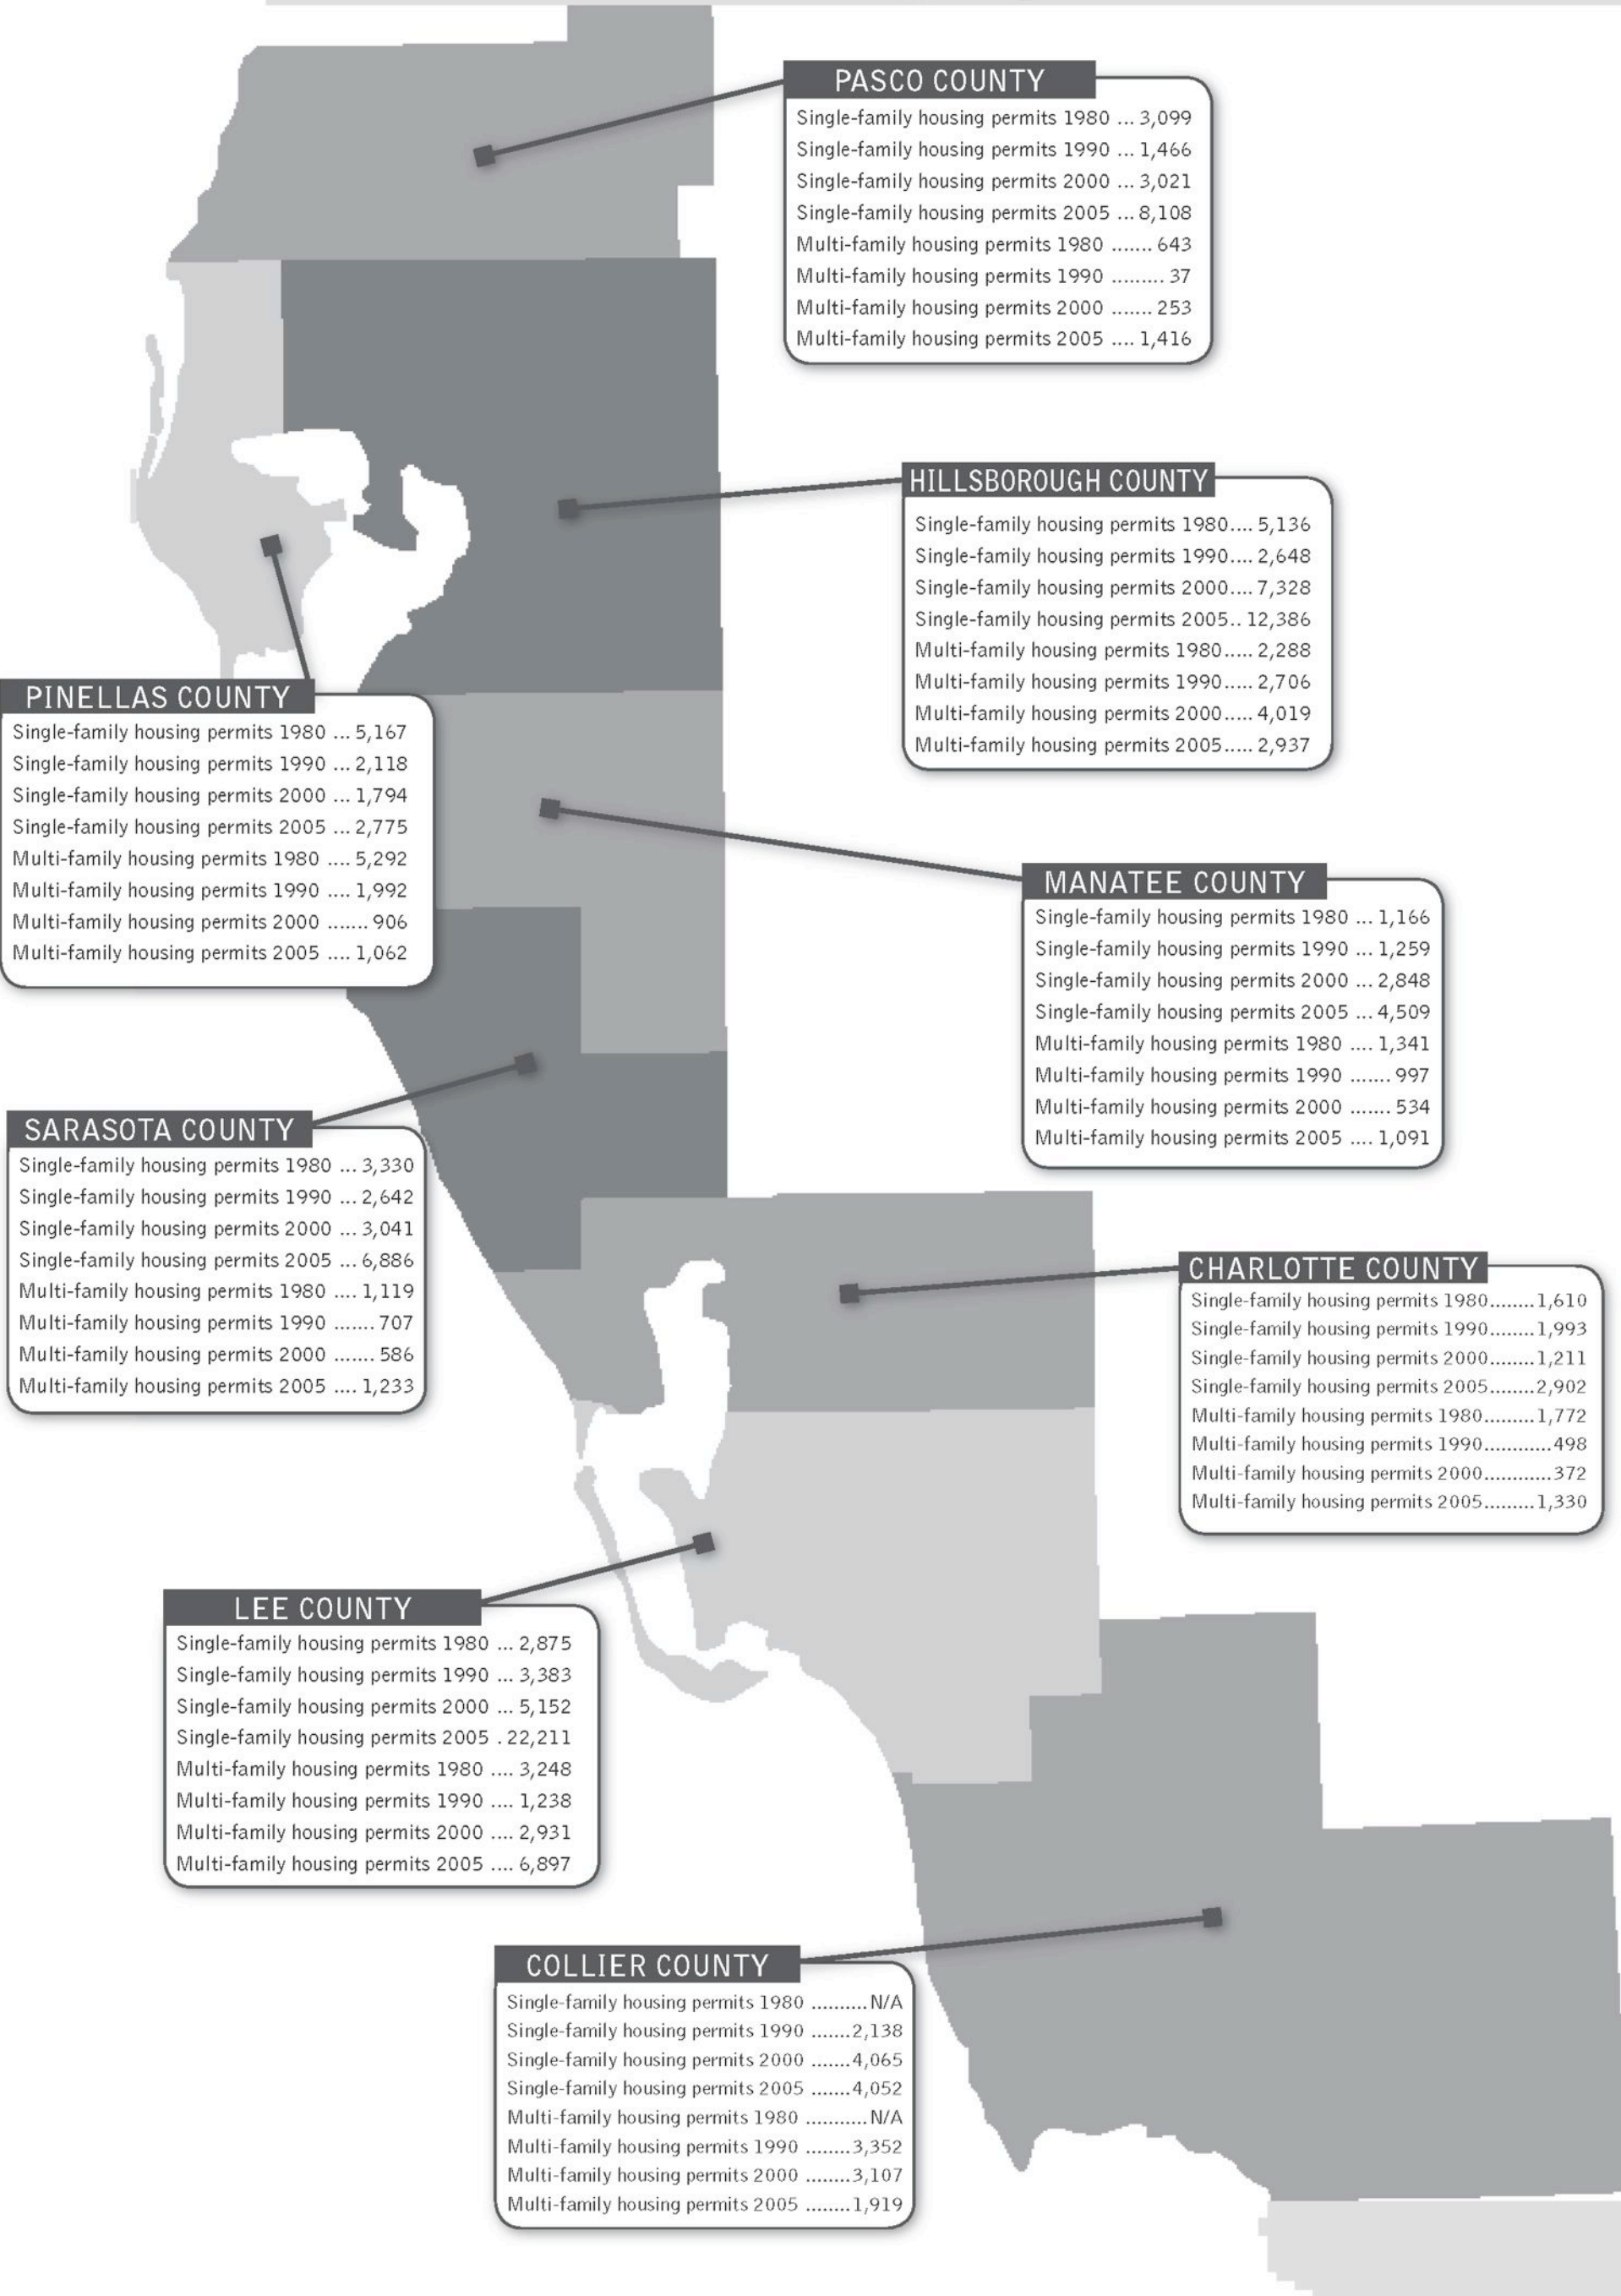 PASCO COUNTY
Single-family housing permits 1980 ... 3,099
Single-family housing permits 1990 ... 1,466
Single-family housing permits 2000 ... 3,021
Single-family housing permits 2005 ... 8,108
Multi-family housing permits 1980 ....... 643
Multi-family housing permits 1990 ......... 37
Multi-family housing permits 2000 ....... 253
Multi-family housing permits 2005 .... 1,416
HILLSBOROUGH COUNTY
Single-family housing permits 1980.... 5,136
Single-family housing permits 1990.... 2,648
Single-family housing permits 2000.... 7,328
Single-family housing permits 2005.. 12,386
Multi-family housing permits 1980..... 2,288
Multi-family housing permits 1990..... 2,706
Multi-family housing permits 2000..... 4,019
Multi-family housing permits 2005..... 2,937
PINELLAS COUNTY
Single-family housing permits 1980 ... 5,167
Single-family housing permits 1990 ... 2,118
Single-family housing permits 2000 ... 1,794
Single-family housing permits 2005 ... 2,775
Multi-family housing permits 1980 .... 5,292
Multi-family housing permits 1990 .... 1,992
Multi-family housing permits 2000 ....... 906
Multi-family housing permits 2005 .... 1,062
MANATEE COUNTY
Single-family housing permits 1980 ... 1,166
Single-family housing permits 1990 ... 1,259
Single-family housing permits 2000 ... 2,848
Single-family housing permits 2005 ... 4,509
Multi-family housing permits 1980 .... 1,341
Multi-family housing permits 1990 ....... 997
Multi-family housing permits 2000 ....... 534
Multi-family housing permits 2005 .... 1,091
SARASOTA COUNTY
Single-family housing permits 1980 ... 3,330
Single-family housing permits 1990 ... 2,642
Single-family housing permits 2000 ... 3,041
Single-family housing permits 2005 ... 6,886
Multi-family housing permits 1980 .... 1,119
Multi-family housing permits 1990 ....... 707
Multi-family housing permits 2000 ....... 586
Multi-family housing permits 2005 .... 1,233
CHARLOTTE COUNTY
Single-family housing permits 1980........1,610
Single-family housing permits 1990........1,993
Single-family housing permits 2000........1,211
Single-family housing permits 2005........2,902
Multi-family housing permits 1980.........1,772
Multi-family housing permits 1990............498
Multi-family housing permits 2000............372
Multi-family housing permits 2005.........1,330
LEE COUNTY
Single-family housing permits 1980 ... 2,875
Single-family housing permits 1990 ... 3,383
Single-family housing permits 2000 ... 5,152
Single-family housing permits 2005 . 22,211
Multi-family housing permits 1980 .... 3,248
Multi-family housing permits 1990 .... 1,238
Multi-family housing permits 2000 .... 2,931
Multi-family housing permits 2005 .... 6,897
COLLIER COUNTY
Single-family housing permits 1980 ..........N/A
Single-family housing permits 1990 .......2,138
Single-family housing permits 2000 .......4,065
Single-family housing permits 2005 .......4,052
Multi-family housing permits 1980 ...........N/A
Multi-family housing permits 1990 ........3,352
Multi-family housing permits 2000 ........3,107
Multi-family housing permits 2005 ........1,919